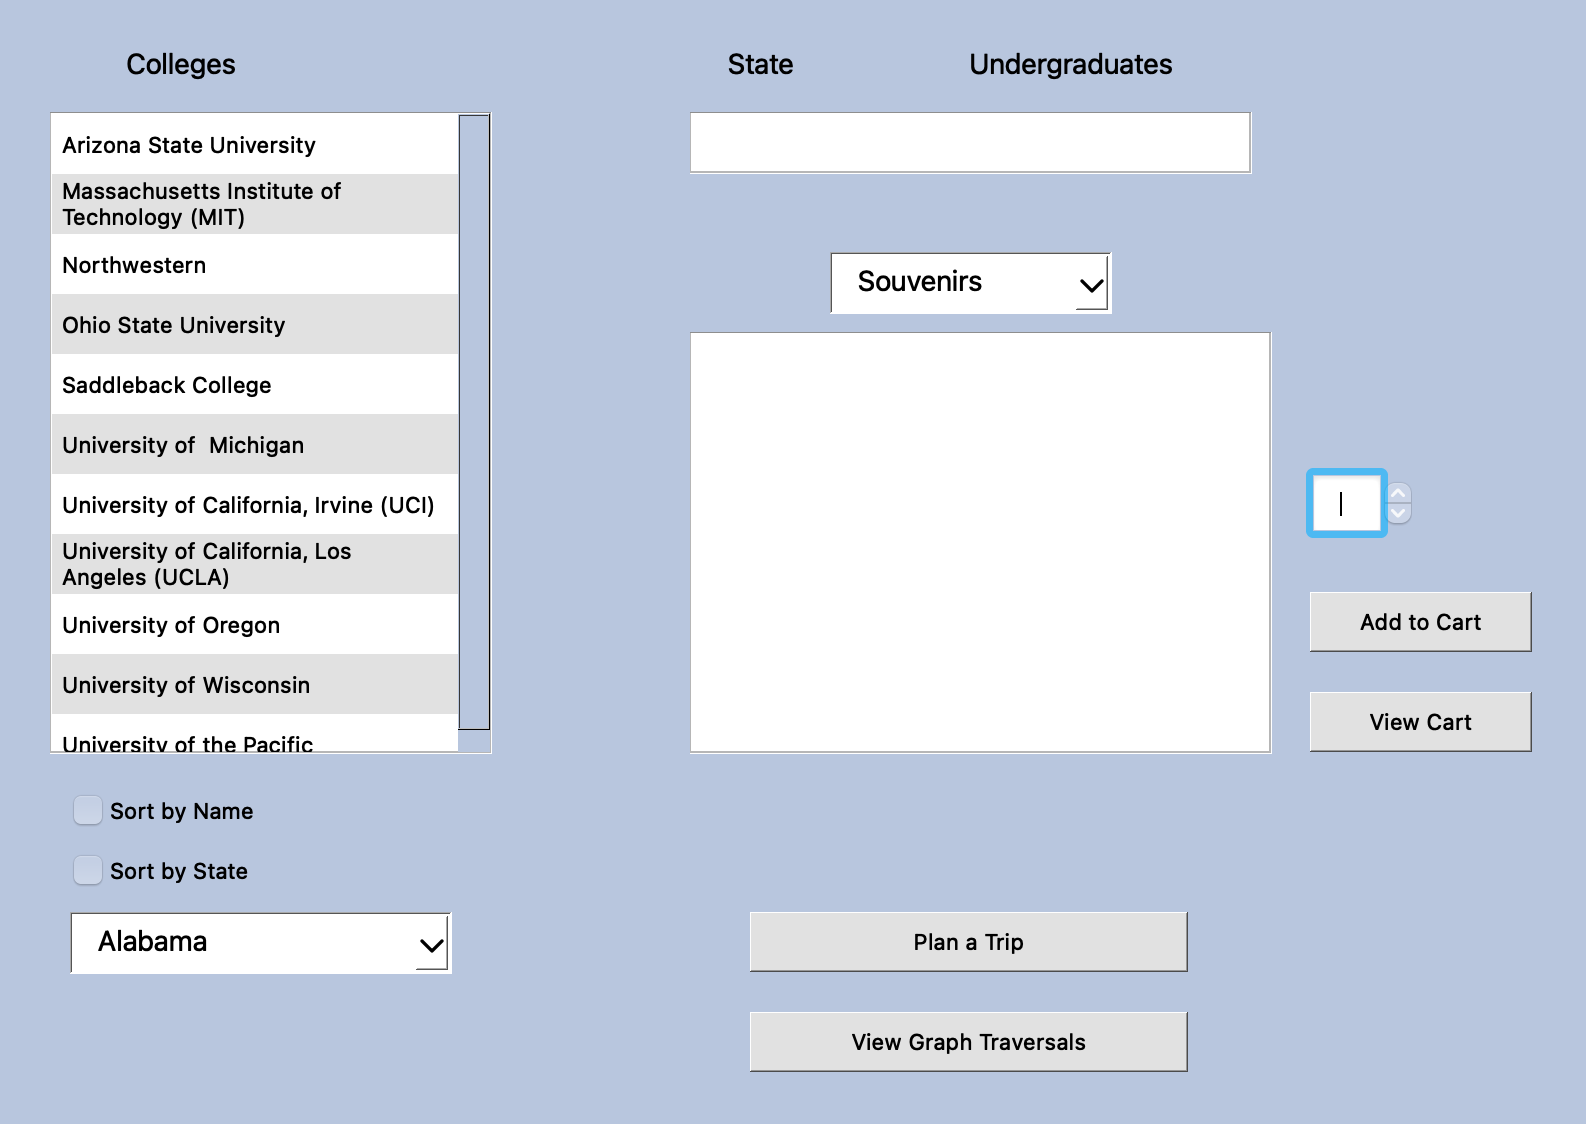 Colleges
State
Undergraduates
Arizona State University
Massachusetts Institute of
Technology (MIT)
Northwestern
Ohio State University
Saddleback College
University of  Michigan
University of California, Irvine (UCI)
University of California, Los
Angeles (UCLA)
University of Oregon
University of Wisconsin
University of the Pacific
Souvenirs
Add to Cart
View Cart
Sort by Name
Sort by State
Alabama
Plan a Trip
View Graph Traversals